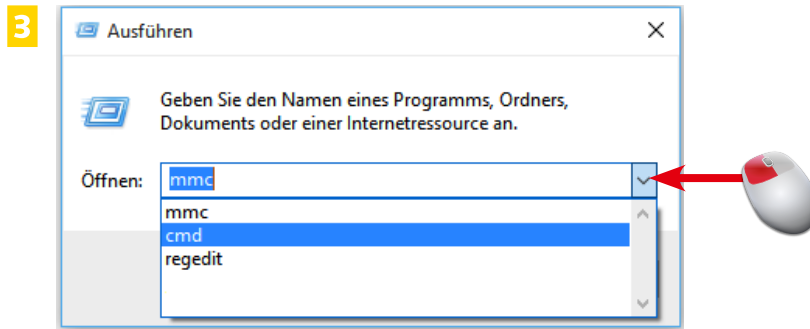 3
Ausführen
Geben Sie den Namen eines Programms, Ordners,
Dokuments oder einer Internetressource an.
Öffnen: mmc
mmc
cmd
regedit